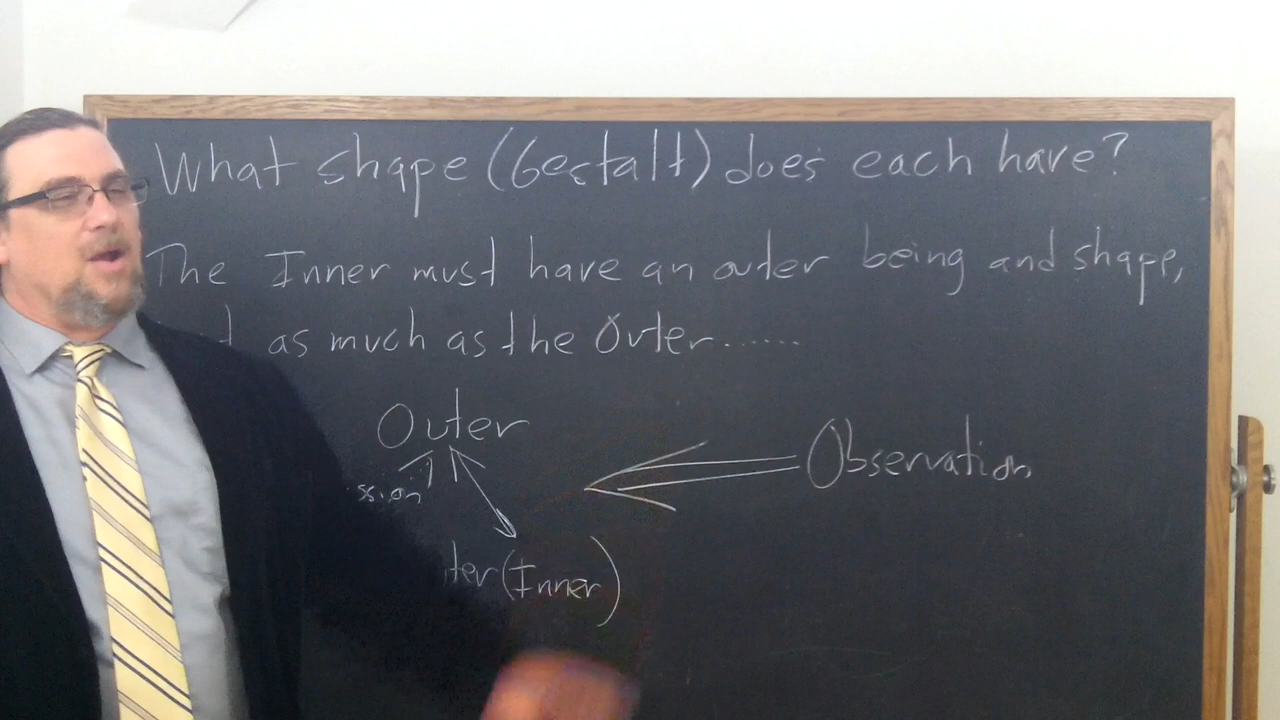 What shape (Gestalt) does each have?
The Inner must have an outer being and shape,
as much as the Outer.......
Outer
Observation
(Inner)